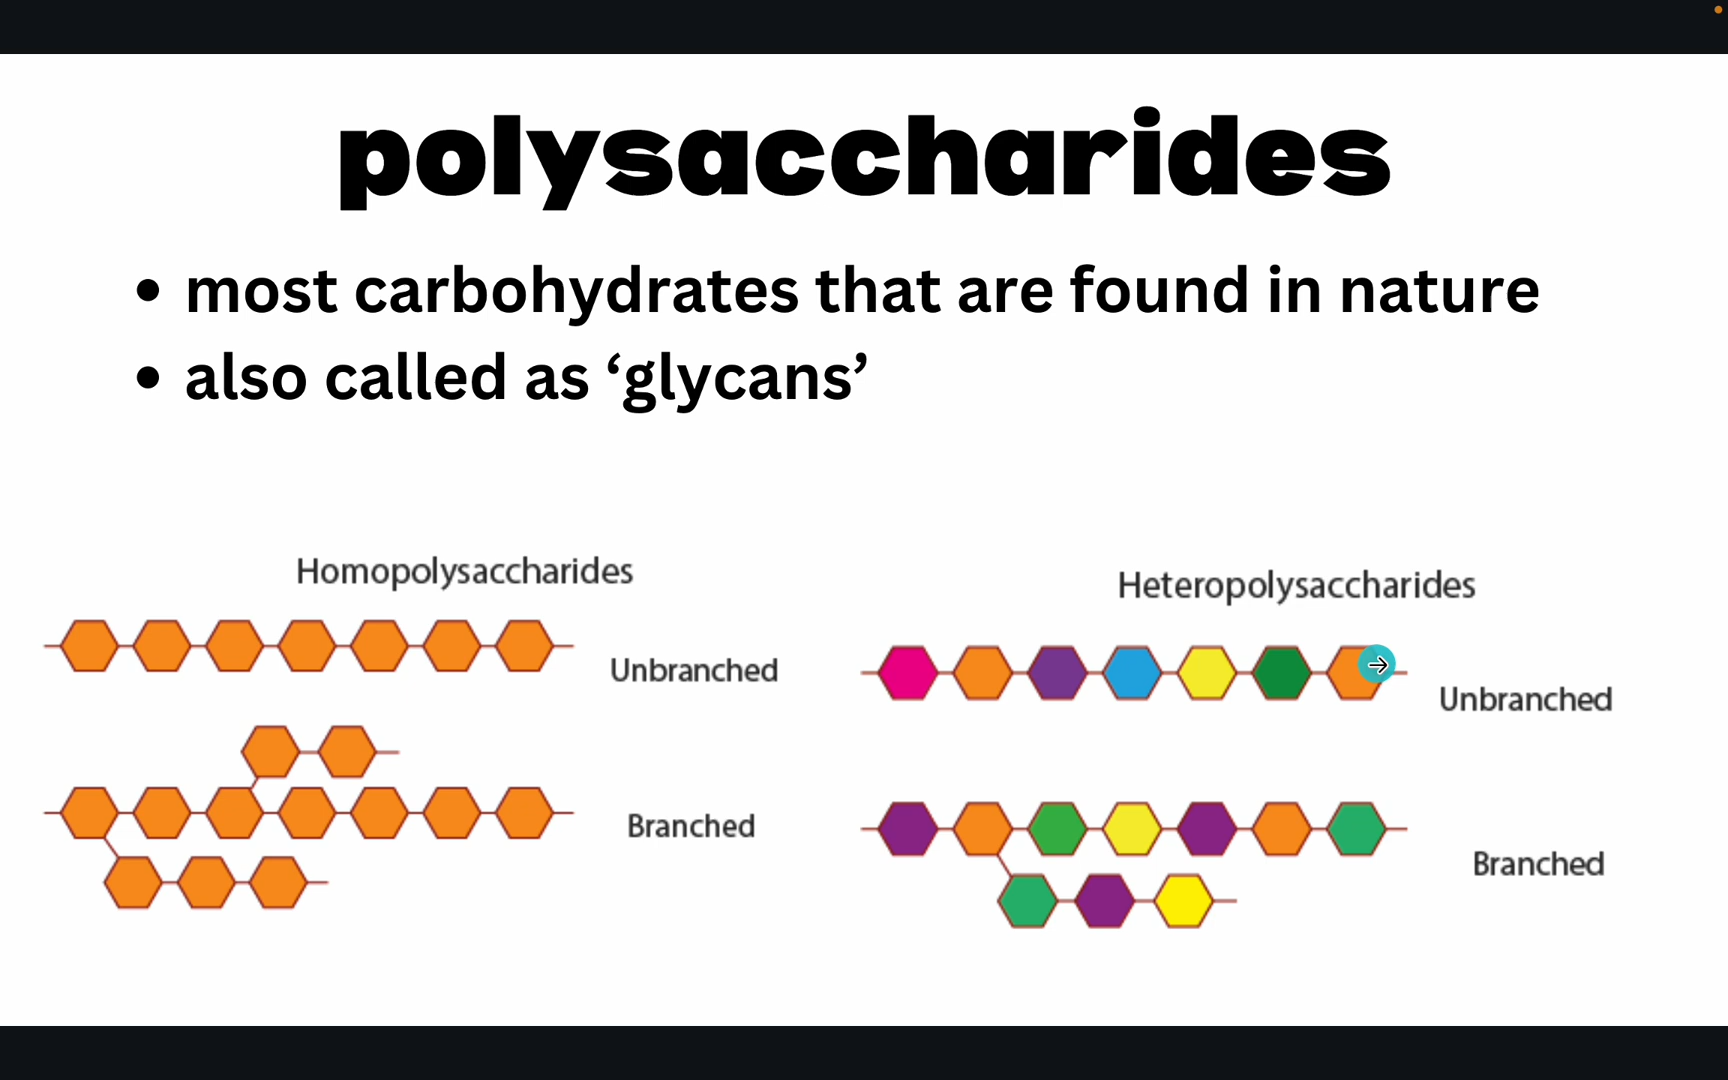 polysaccharides
• most carbohydrates that are found in nature
• also called as ‘glycans’
Homopolysaccharides
Unbranched
Branched
Heteropolysaccharides
Unbranched
Branched